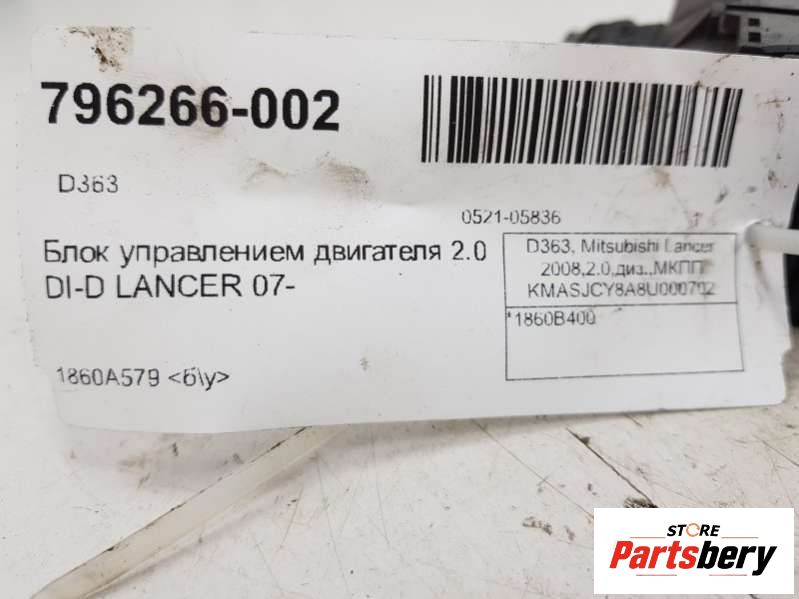 796266-002
D363
0521-05836
Блок управлением двигателя 2.0
DI-D LANCER 07-
D363, Mitsubishi Lancer
2008,2.0,диз.,МКПП
KMASJCY8A8U000702
*1860B400
1860A579 <б\у>
STORE
Partsbery